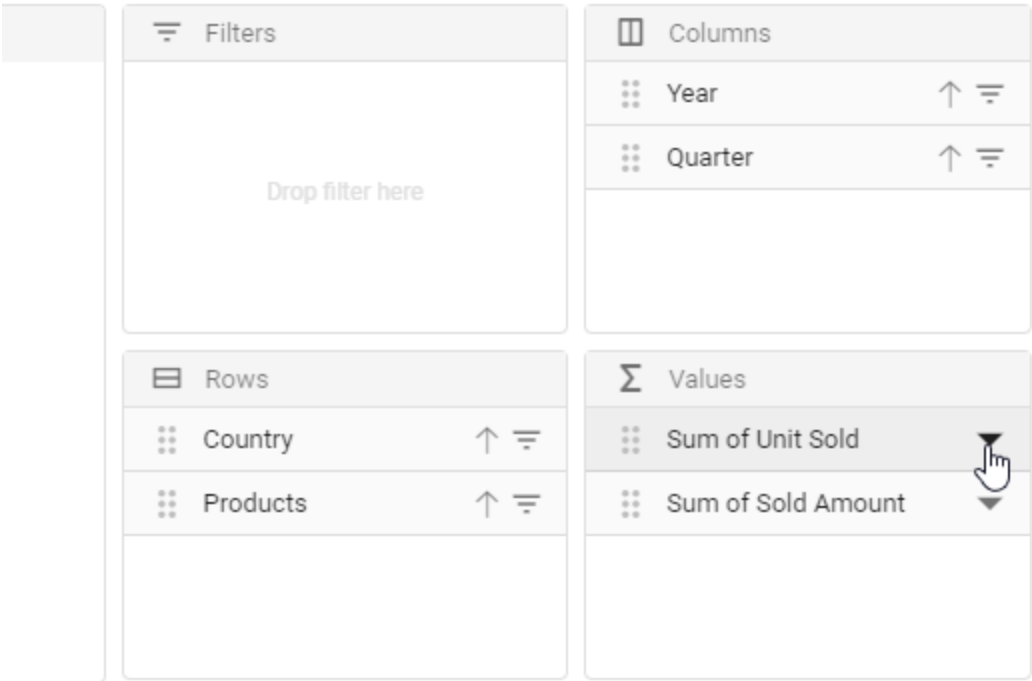 Filters
Drop filter here
Columns
Year
Quarter
Rows
Country
Products
Σ Values
Sum of Unit Sold
Sum of Sold Amount